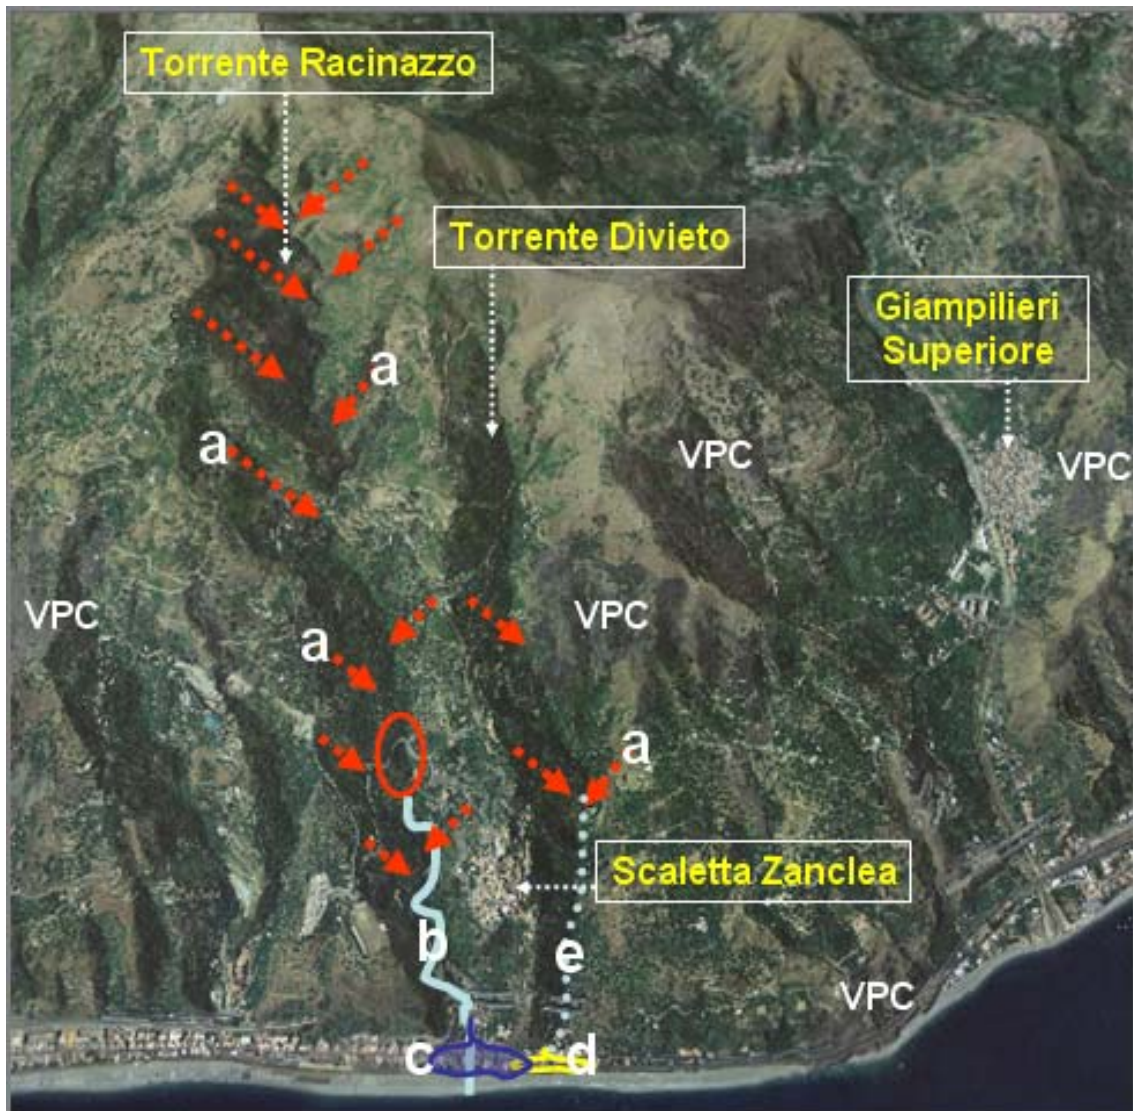 Torrente Racinazzo
Torrente Divieto
Giampilieri
Superiore
a
VPC
VPC
a
VPC
VPC
a
a
Scaletta Zanclea
b
e
VPC
c
d